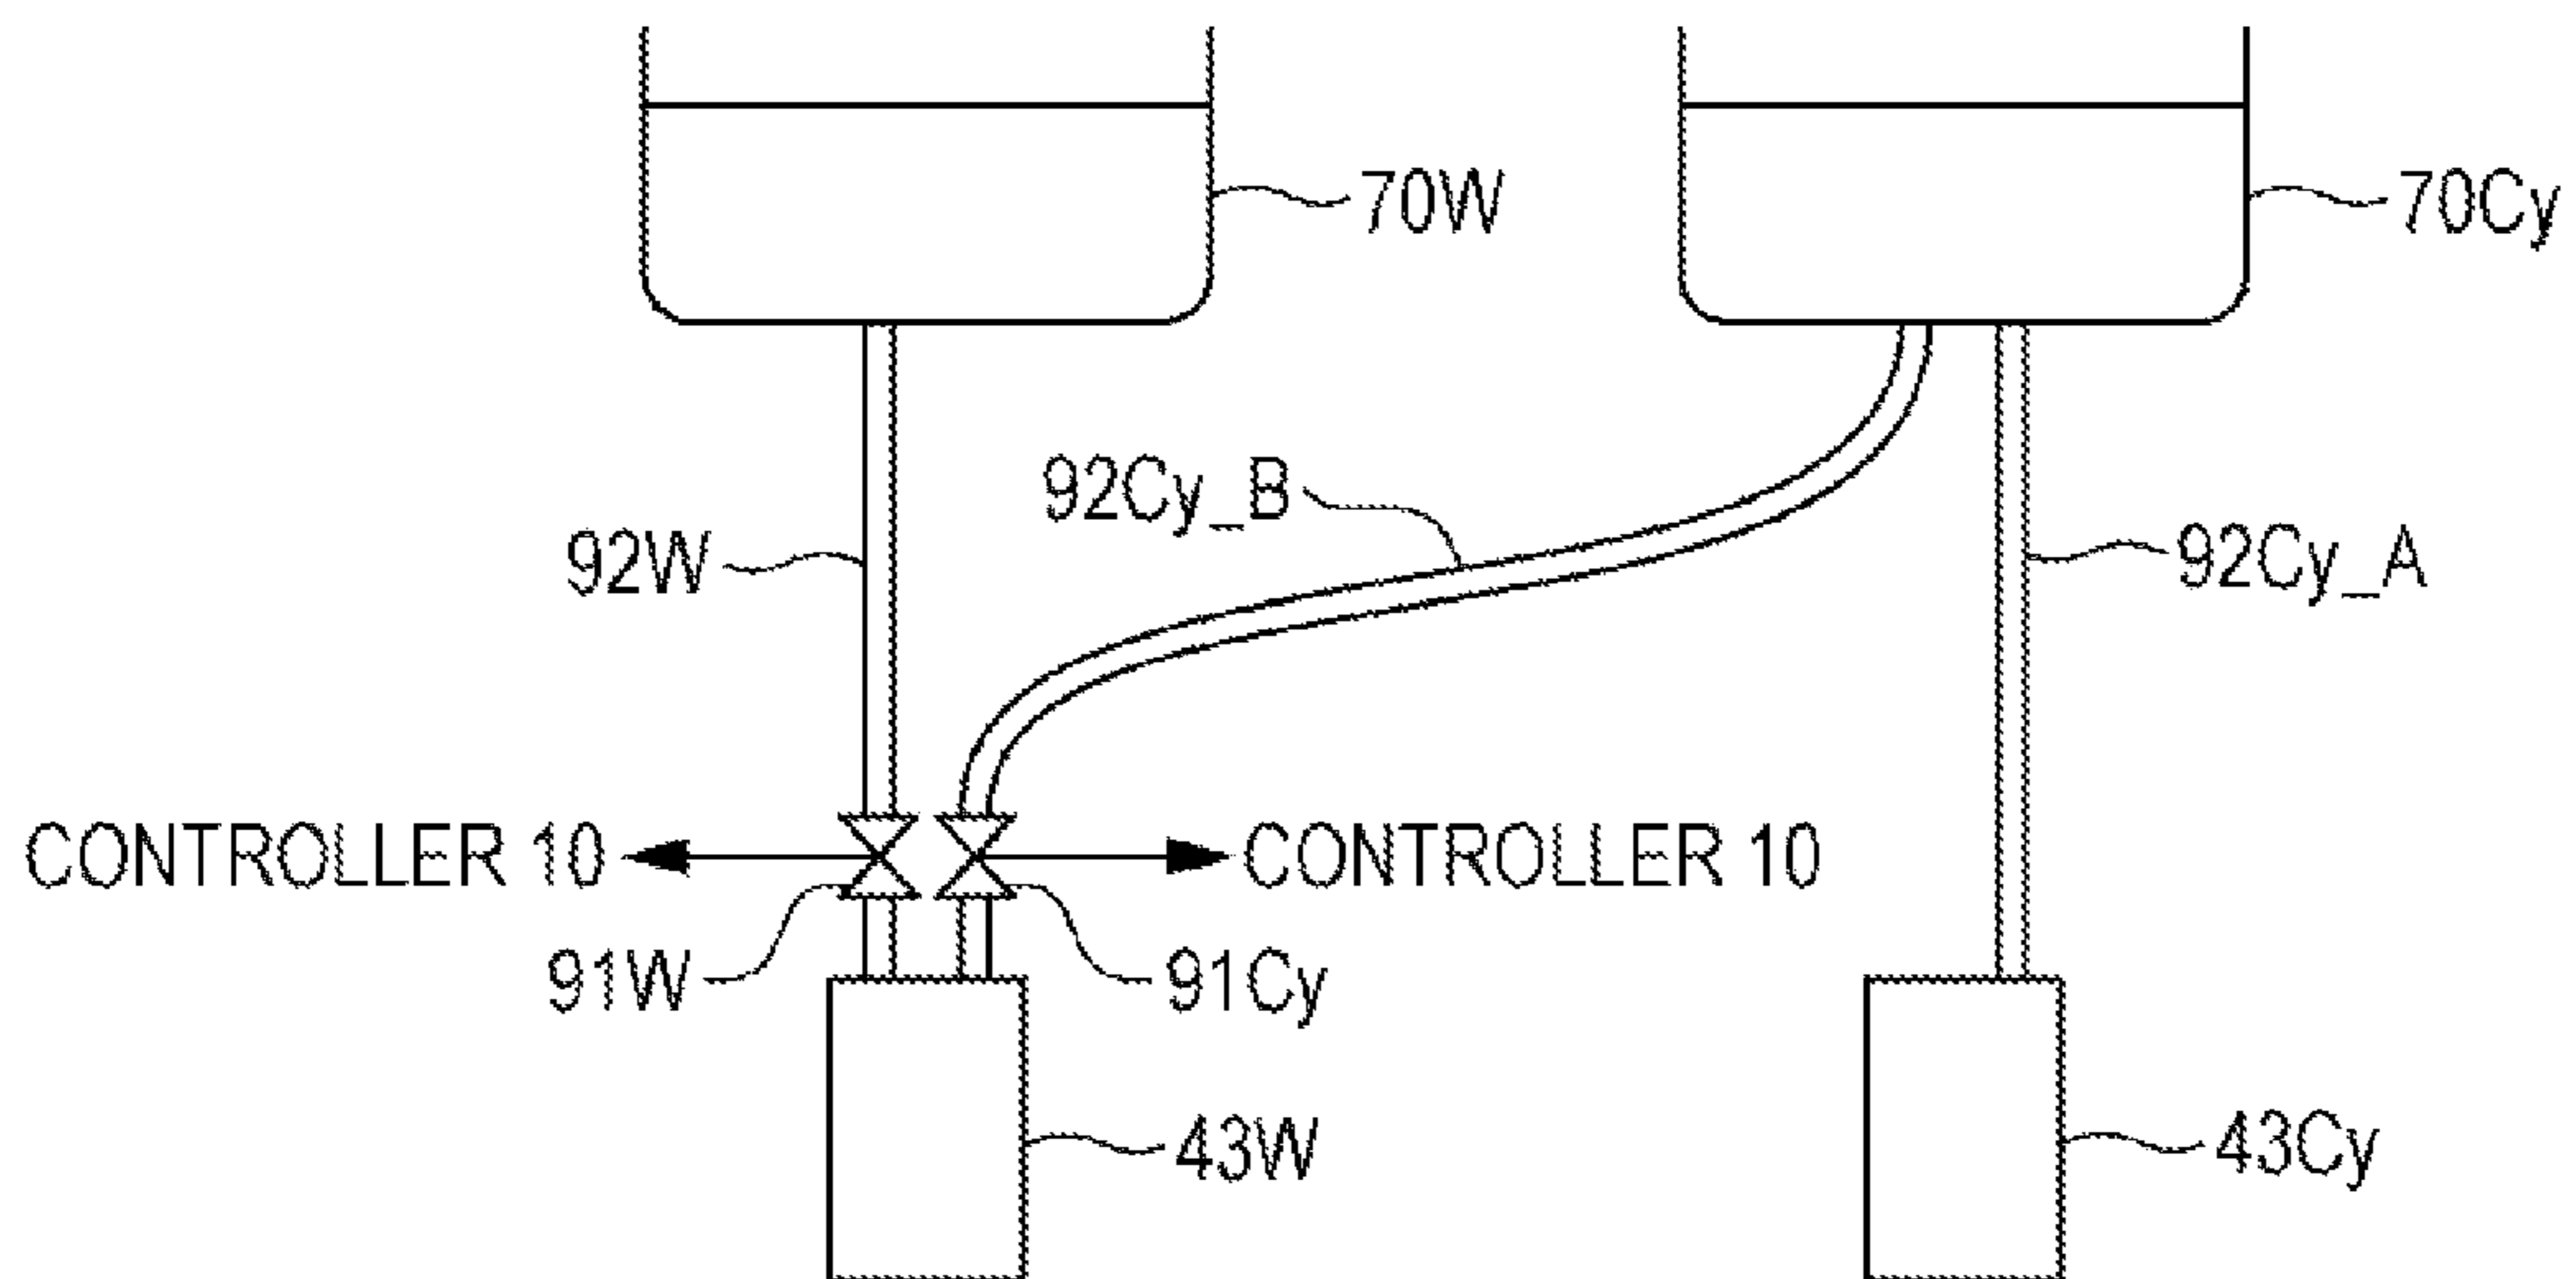 70W
70Cy
92Cy_B
92W
92Cy_A
CONTROLLER 10
CONTROLLER 10
91W
91Cy
43W
43Cy